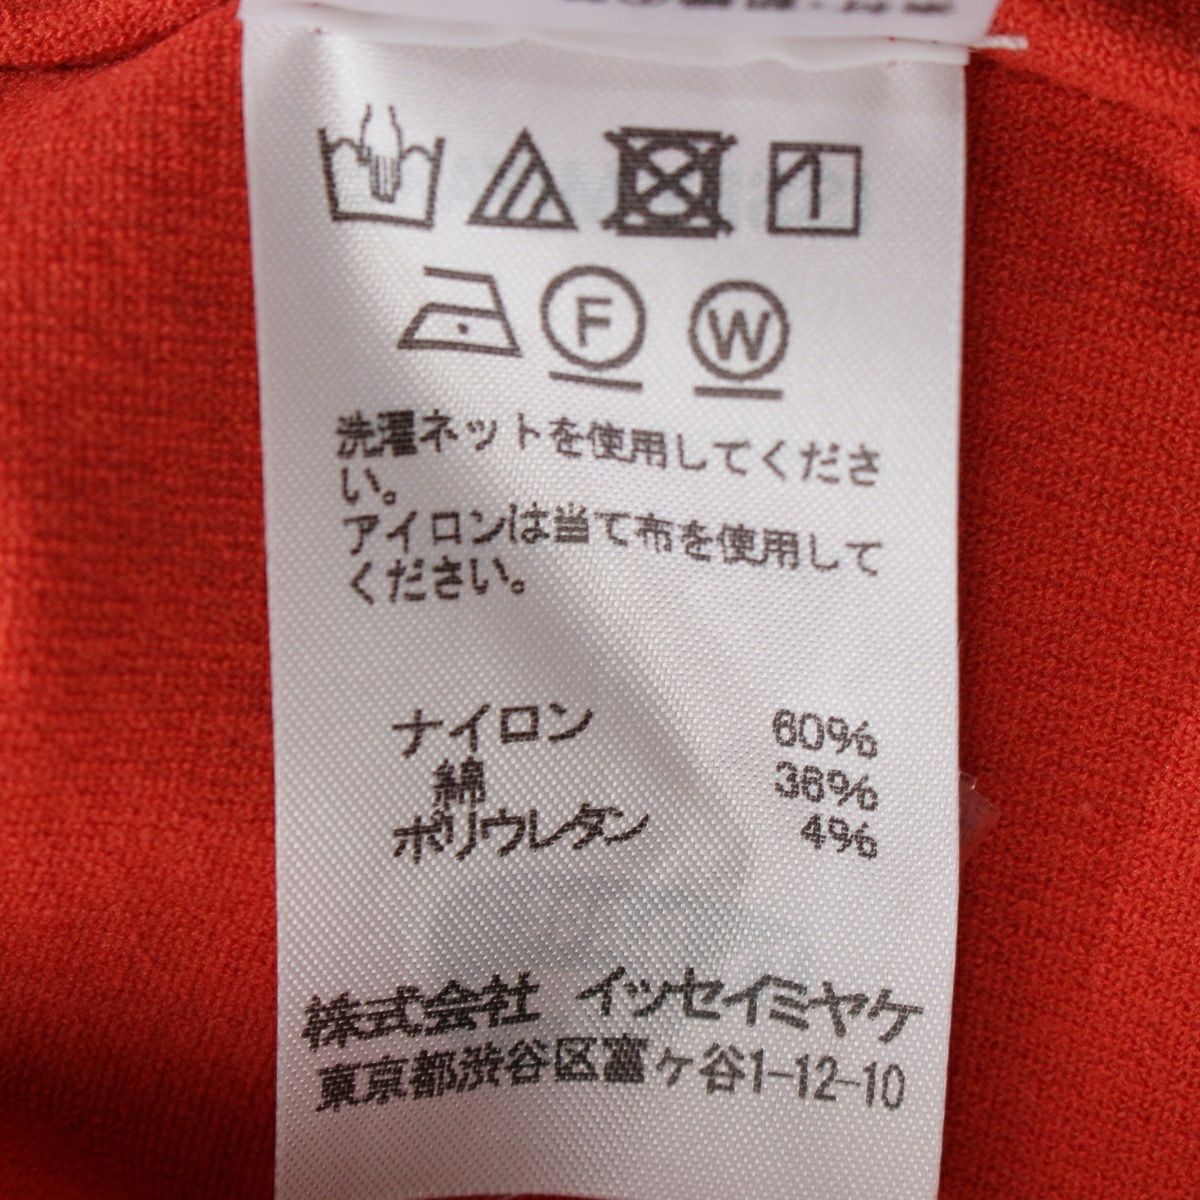 F W
洗濯ネットを使用してくださ
い。
アイロンは当て布を使用して
ください。
ナイロン 60%
綿 36%
ポリウレタン 4%
株式会社 イッセイミヤケ
東京都渋谷区富ヶ谷1-12-10